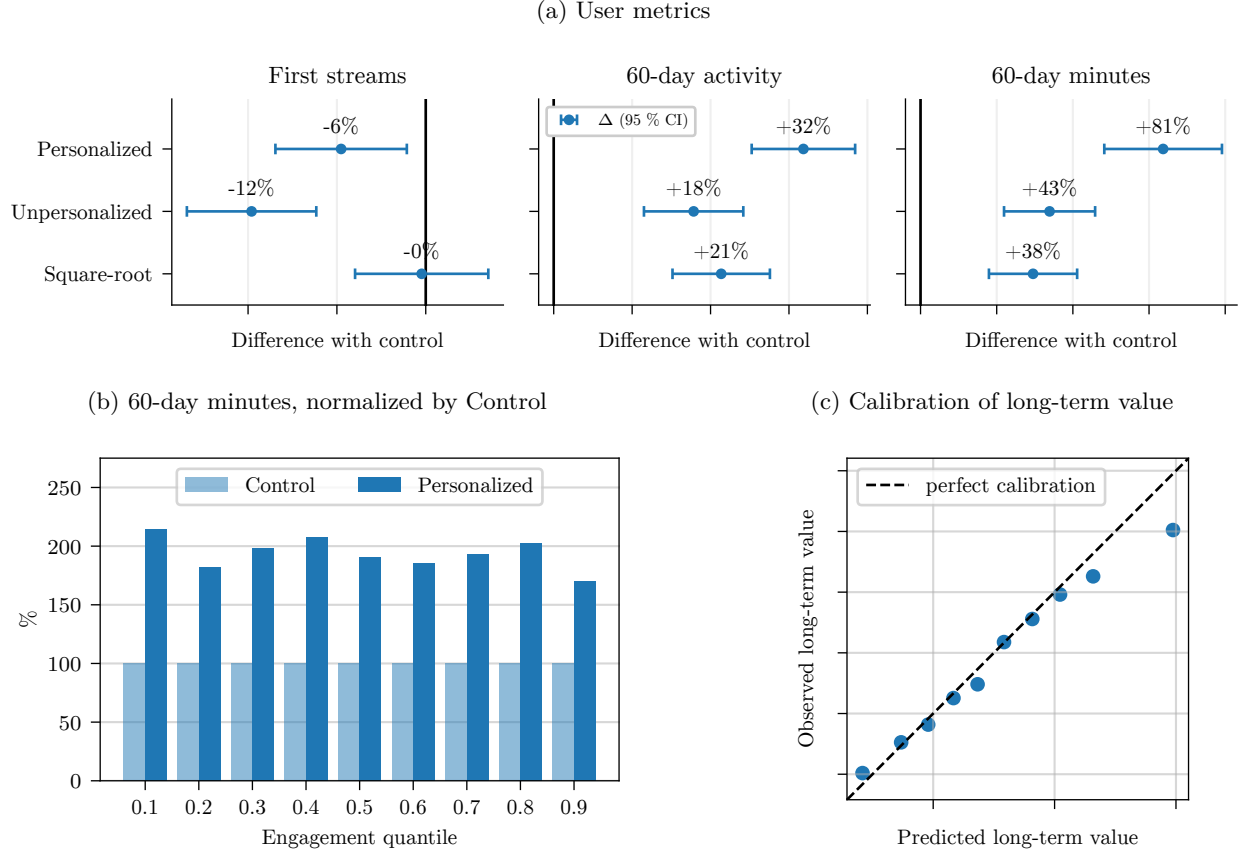 (a) User metrics
First streams
60-day activity
60-day minutes
Personalized
Unpersonalized
Square-root
-6%
-12%
-0%
Difference with control
Δ (95 % CI)
+32%
+18%
+21%
Difference with control
+81%
+43%
+38%
Difference with control
(b) 60-day minutes, normalized by Control
Control
Personalized
250
200
150
100
50
0
%
0.1 0.2 0.3 0.4 0.5 0.6 0.7 0.8 0.9
Engagement quantile
(c) Calibration of long-term value
perfect calibration
Observed long-term value
Predicted long-term value